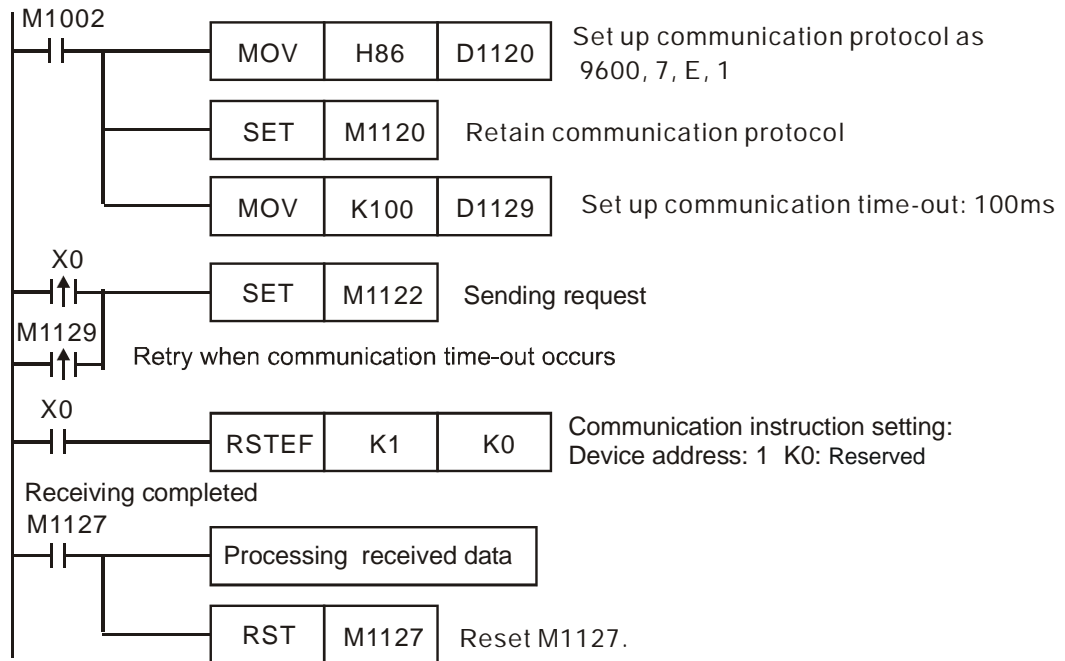 M1002
MOV H86 D1120 Set up communication protocol as
9600, 7, E, 1
SET M1120 Retain communication protocol
MOV K100 D1129 Set up communication time-out: 100ms
X0
SET M1122 Sending request
M1129
Retry when communication time-out occurs
X0
RSTEF K1 K0 Communication instruction setting:
Device address: 1 K0: Reserved
Receiving completed
M1127
Processing received data
RST M1127 Reset M1127.